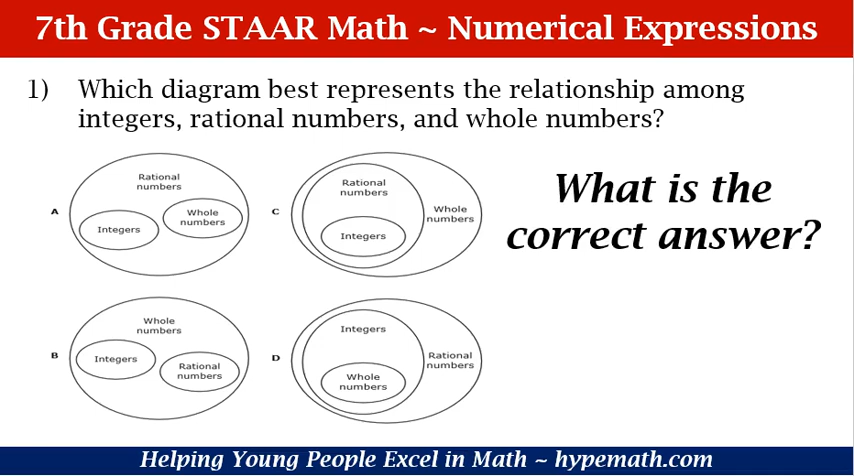 7th Grade STAAR Math ~ Numerical Expressions
1) Which diagram best represents the relationship among
integers, rational numbers, and whole numbers?
A
Rational
numbers
Integers
Whole
numbers
C
Rational
numbers
Integers
Whole
numbers
What is the
correct answer?
B
Whole
numbers
Integers
Rational
numbers
D
Integers
Whole
numbers
Rational
numbers
Helping Young People Excel in Math ~ hypemath.com